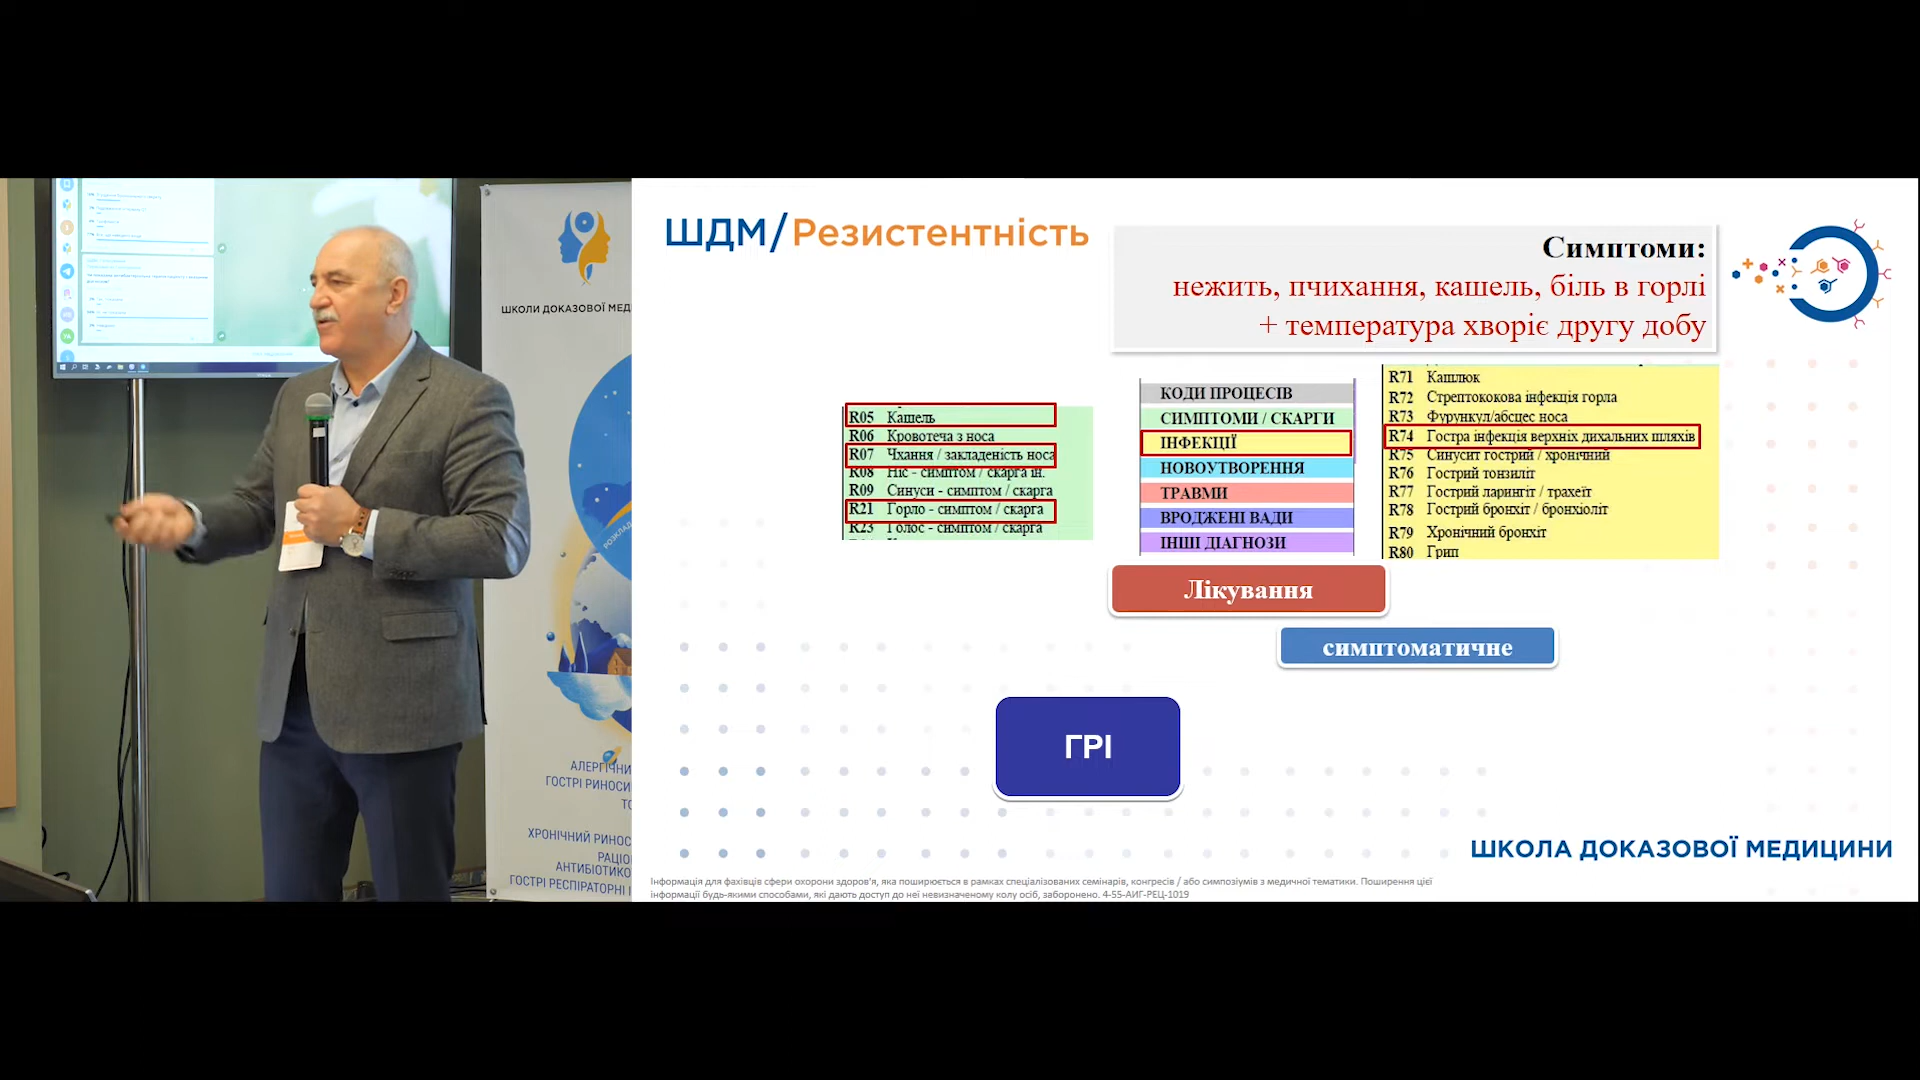 ШКОЛИ ДОКАЗОВОЇ
АЛЕРГІЧНИ
ГОСТРІ РИНОСИ
ХРОНІЧНИЙ РИНОС
РАЦІО
АНТИБІОТИКО
ГОСТРІ РЕСПІРАТОРНІ
ШДМ/Резистентність
Симптоми:
нежить, пчихання, кашель, біль в горлі
+ температура хворіє другу добу
R05 Кашель
R06 Кровотеча з носа
R07 Чхання / закладеність носа
R08 Ніс - симптом / скарга ін.
R09 Синуси - симптом / скарга
R21 Горло - симптом / скарга
R23 Голос - симптом / скарга
КОДИ ПРОЦЕСІВ
СИМПТОМИ / СКАРГИ
ІНФЕКЦІЇ
НОВОУТВОРЕННЯ
ТРАВМИ
ВРОДЖЕНІ ВАДИ
ІНШІ ДІАГНОЗИ
R71 Кашлюк
R72 Стрептококова інфекція горла
R73 Фурункул/абсцес носа
R74 Гостра інфекція верхніх дихальних шляхів
R75 Синусит гострий / хронічний
R76 Гострий тонзиліт
R77 Гострий ларингіт / трахеїт
R78 Гострий бронхіт / бронхіоліт
R79 Хронічний бронхіт
R80 Грип
Лікування
симптоматичне
ГРІ
ШКОЛА ДОКАЗОВОЇ МЕДИЦИНИ
Інформація для фахівців сфери охорони здоров'я, яка поширюється в рамках спеціалізованих семінарів, конгресів / або симпозіумів з медичної тематики. Поширення цієї
інформації будь-якими способами, які дають доступ до неї невизначеному колу осіб, заборонено. 4-55-АИГ-РЕЦ-1019